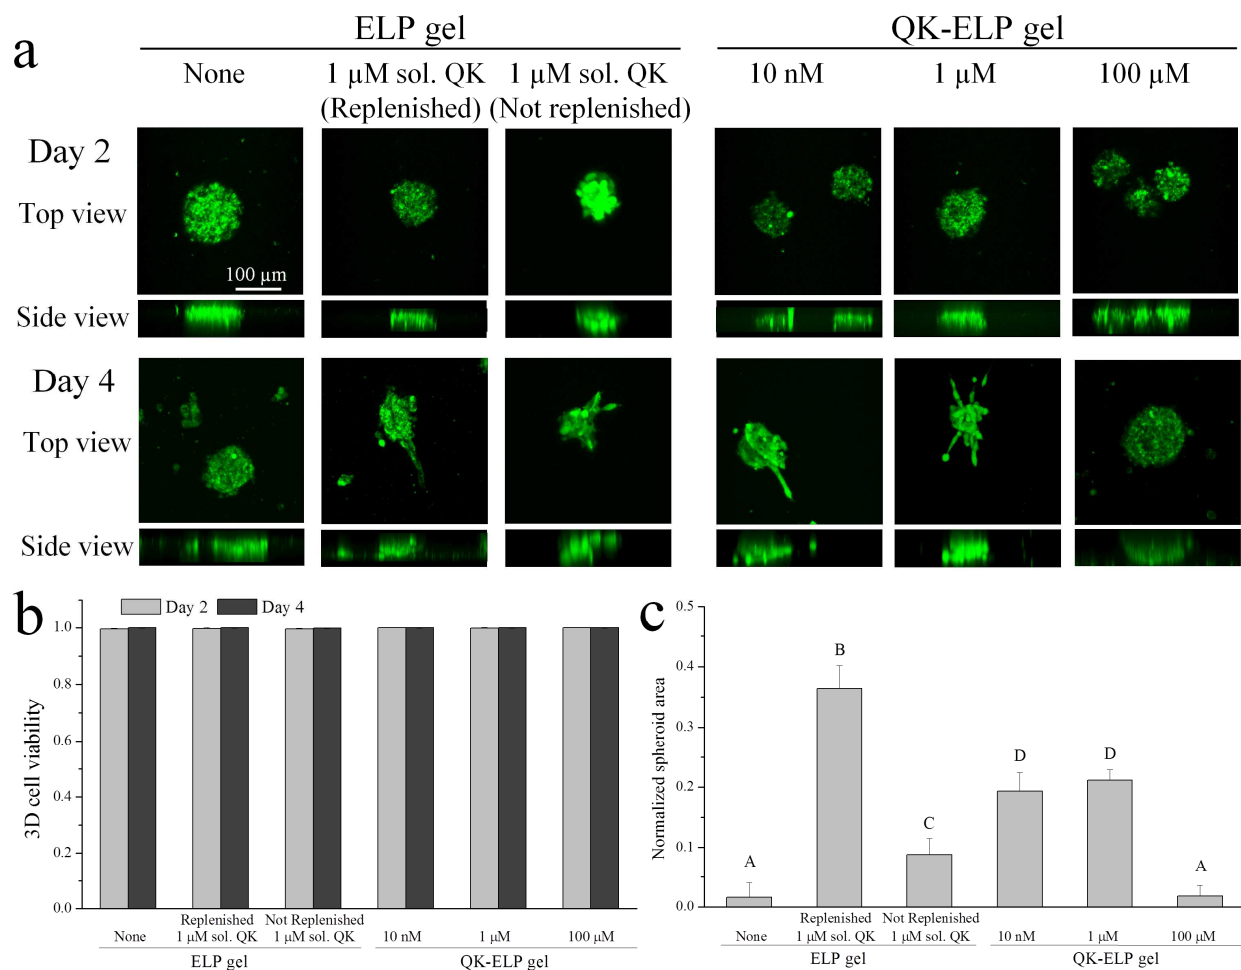 a
ELP gel
QK-ELP gel
None
1 µM sol. QK
(Replenished)
1 µM sol. QK
(Not replenished)
10 nM
1 µM
100 µM
Day 2
Top view
100 µm
Side view
Day 4
Top view
Side view
b
Day 2
Day 4
3D cell viability
1.0
0.8
0.6
0.4
0.2
0.0
None
Replenished
1 µM sol. QK
Not Replenished
1 µM sol. QK
10 nM
1 µM
100 µM
ELP gel
QK-ELP gel
c
Normalized spheroid area
0.5
0.4
0.3
0.2
0.1
0.0
A
B
C
D
D
A
None
Replenished
1 µM sol. QK
Not Replenished
1 µM sol. QK
10 nM
1 µM
100 µM
ELP gel
QK-ELP gel